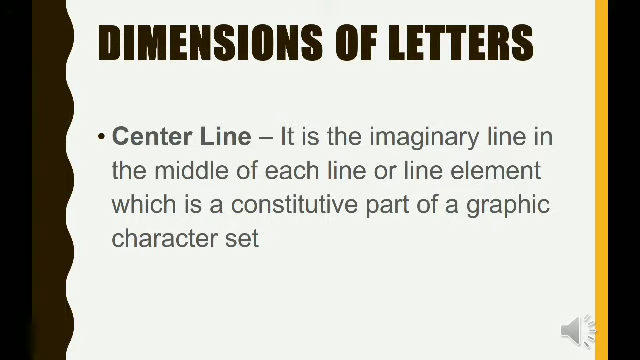 DIMENSIONS OF LETTERS
• Center Line – It is the imaginary line in
the middle of each line or line element
which is a constitutive part of a graphic
character set